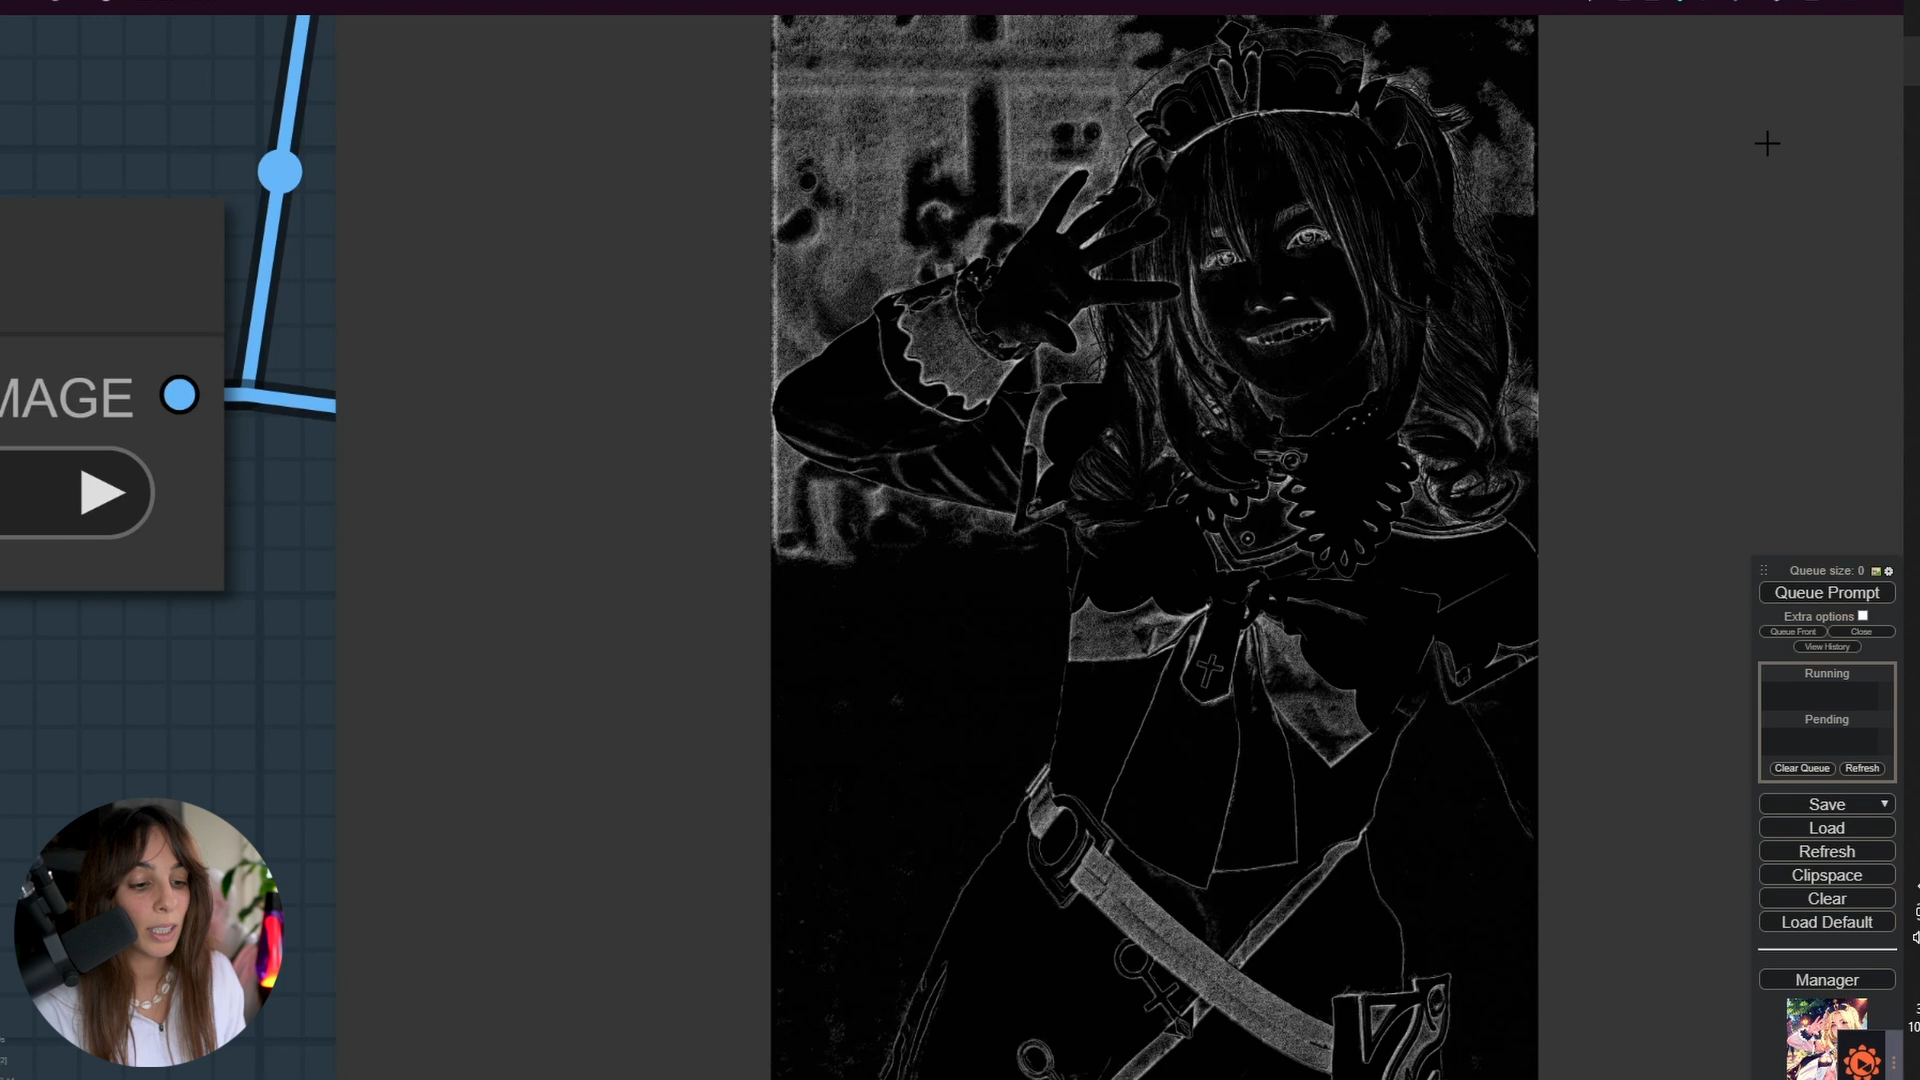 MAGE
Queue size: 0
Queue Prompt
Extra options
Queue Front
Close
View History
Running
Pending
Clear Queue
Refresh
Save
Load
Refresh
Clipspace
Clear
Load Default
Manager